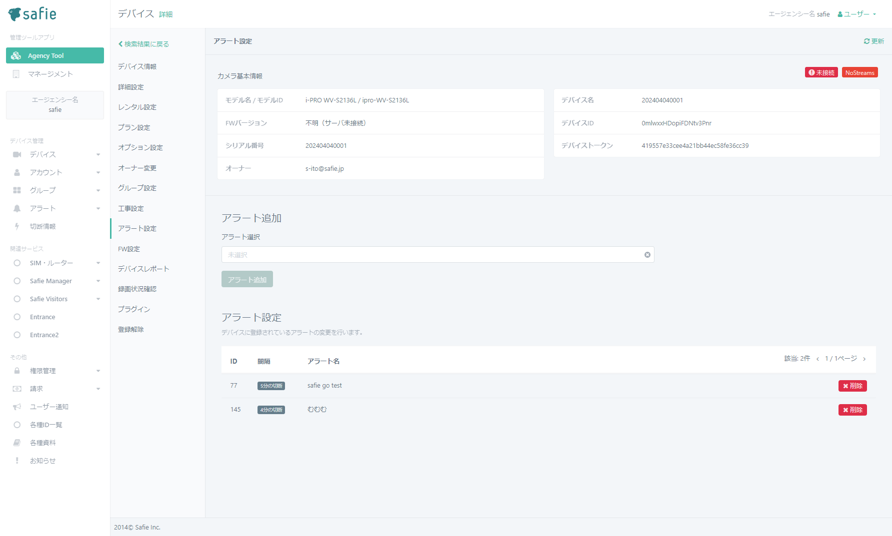 safie
管理ツールアプリ
Agency Tool
マネージメント
エージェンシー名
safie
デバイス管理
デバイス
アカウント
グループ
アラート
切断情報
関連サービス
SIM・ルーター
Safie Manager
Safie Visitors
Entrance
Entrance2
その他
権限管理
請求
ユーザー通知
各種ID一覧
各種資料
お知らせ
デバイス 詳細
エージェンシー名 safie
ユーザー
検索結果に戻る
デバイス情報
詳細設定
レンタル設定
プラン設定
オプション設定
オーナー変更
グループ設定
工事設定
アラート設定
FW設定
デバイスレポート
録画状況確認
プラグイン
登録解除
アラート設定
更新
カメラ基本情報
未接続
NoStreams
モデル名 / モデルID i-PRO WV-S2136L / ipro-WV-S2136L
FWバージョン 不明（サーバ未接続）
シリアル番号 202404040001
オーナー s-ito@safie.jp
デバイス名 202404040001
デバイスID 0mlwxxHDopiFDNtv3Pnr
デバイストークン 419557e33cee4a21bb44ec58fe36cc39
アラート追加
アラート選択
未選択
アラート追加
アラート設定
デバイスに登録されているアラートの変更を行います。
該当: 2件 1 / 1ページ
ID 間隔 アラート名
77 1分の切断 safie go test 削除
145 4分の切断 むむむ 削除
2014© Safie Inc.